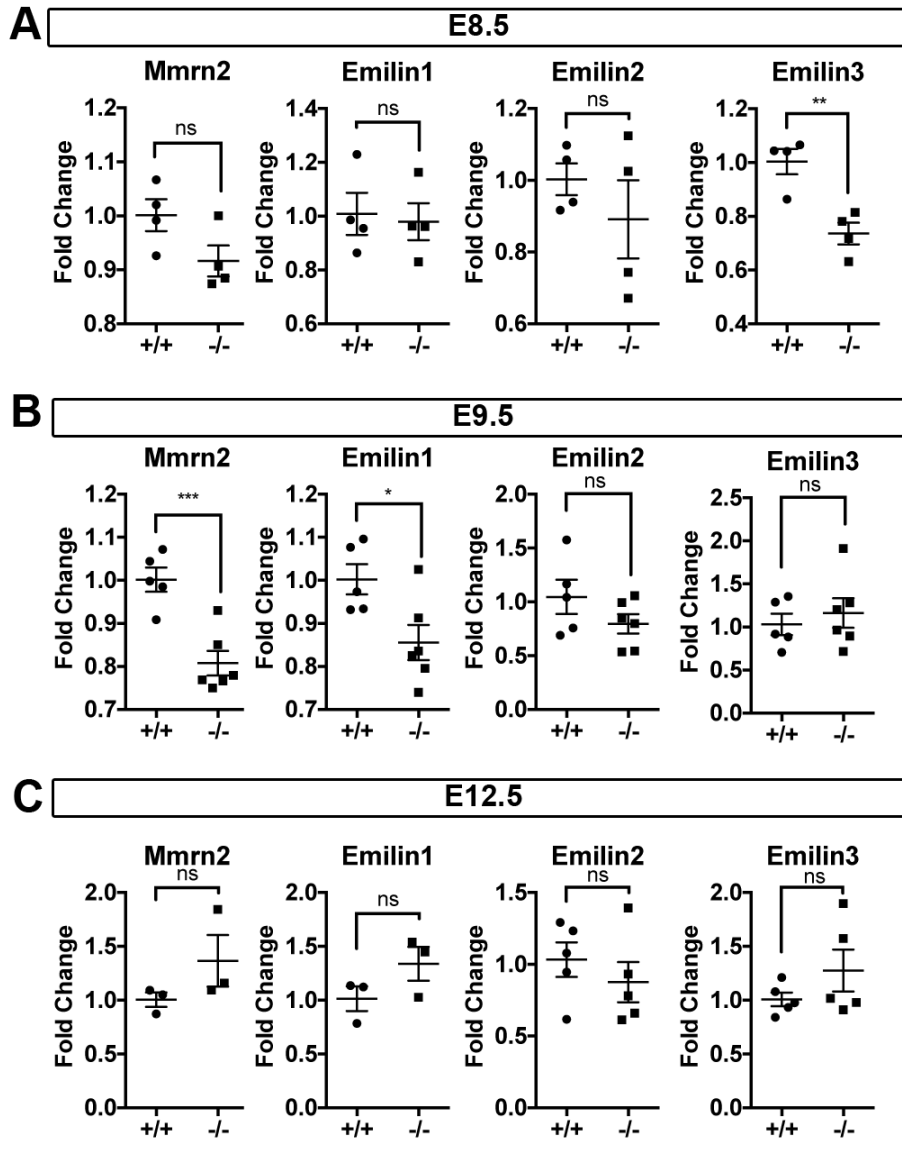 A
E8.5
Mmrn2 Emilin1 Emilin2 Emilin3
ns ns ns **
Fold Change Fold Change Fold Change Fold Change
1.2 1.4 1.2 1.2
1.1 1.2 1.0 1.0
1.0 1.0 0.8 0.8
0.9 0.8 0.6 0.6
0.8 0.6 0.4
+/+ -/- +/+ -/- +/+ -/- +/+ -/-
B
E9.5
Mmrn2 Emilin1 Emilin2 Emilin3
*** * ns ns
Fold Change Fold Change Fold Change Fold Change
1.2 1.2 2.0 2.5
1.1 1.1 1.5 2.0
1.0 1.0 1.0 1.5
0.9 0.9 0.5 1.0
0.8 0.8 0.0 0.5
0.7 0.7 0.0
+/+ -/- +/+ -/- +/+ -/- +/+ -/-
C
E12.5
Mmrn2 Emilin1 Emilin2 Emilin3
ns ns ns ns
Fold Change Fold Change Fold Change Fold Change
2.0 2.0 1.5 2.0
1.5 1.5 1.0 1.5
1.0 1.0 0.5 1.0
0.5 0.5 0.0 0.5
0.0 0.0 0.0
+/+ -/- +/+ -/- +/+ -/- +/+ -/-